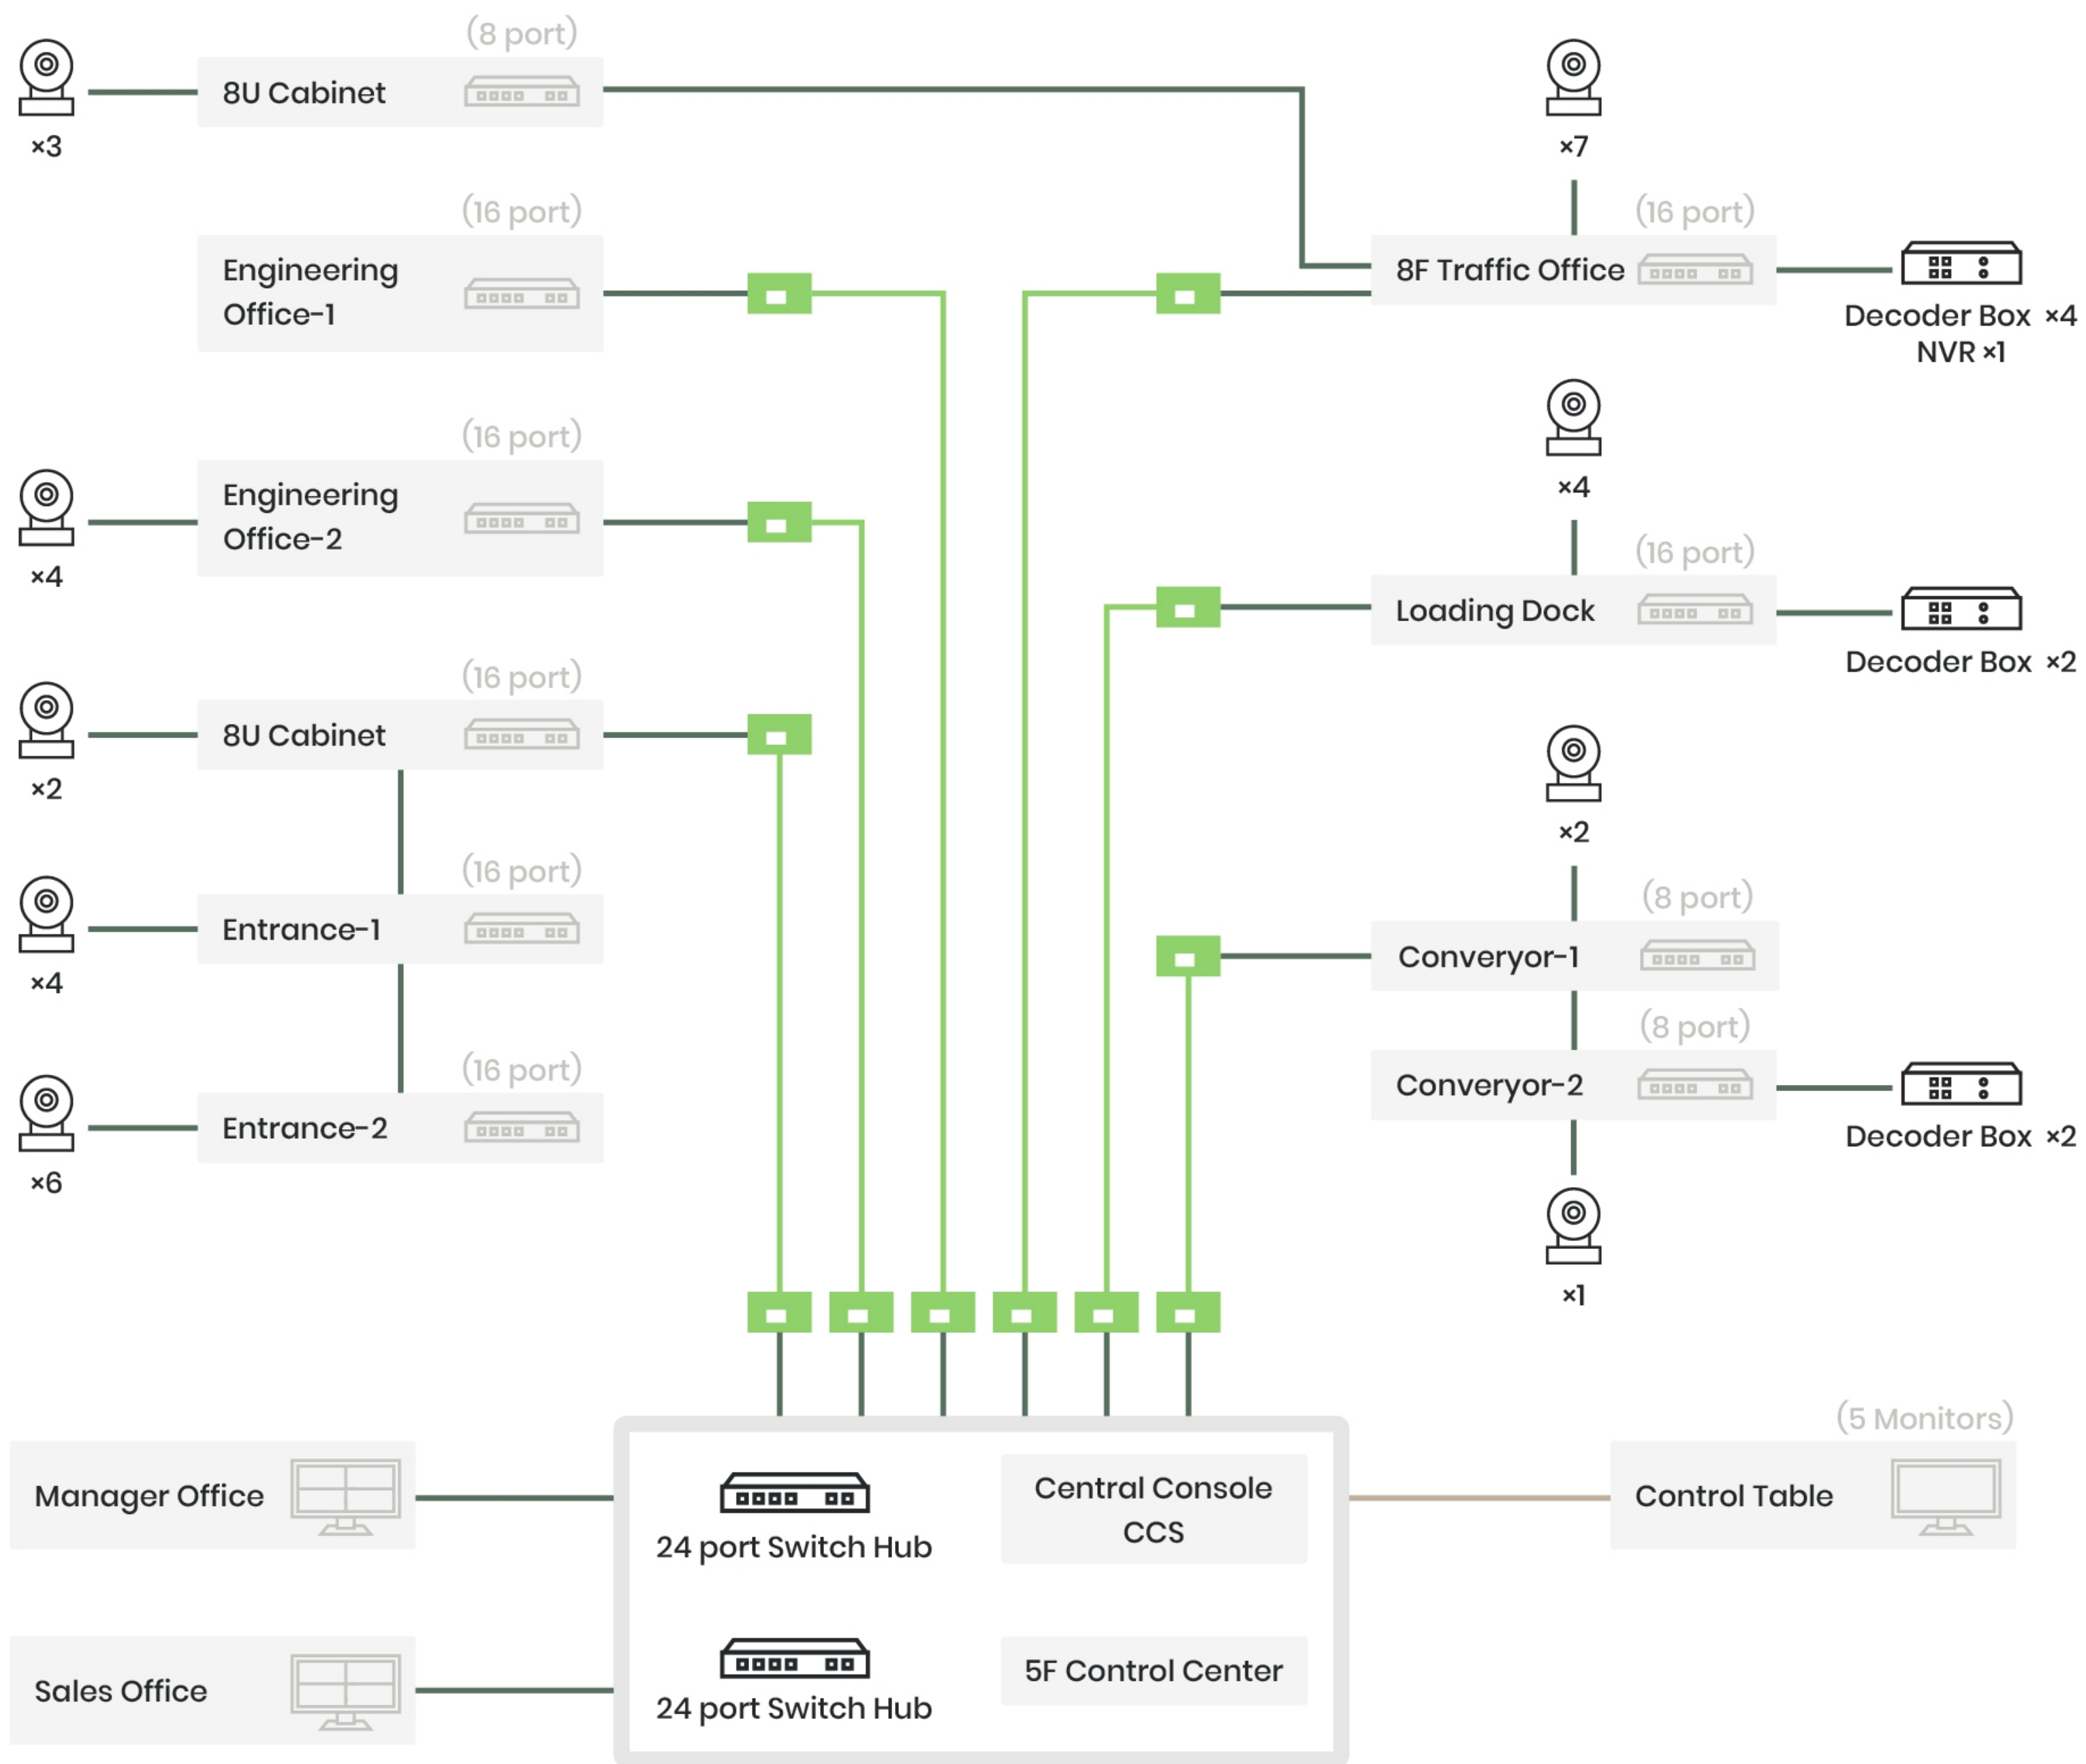 (8 port)
8U Cabinet
×3
×7
(16 port)
Engineering
Office-1
(16 port)
8F Traffic Office
Decoder Box ×4
NVR ×1
(16 port)
Engineering
Office-2
×4
×4
(16 port)
Loading Dock
Decoder Box ×2
(16 port)
8U Cabinet
×2
×2
(16 port)
Entrance-1
×4
(8 port)
Converyor-1
(8 port)
Converyor-2
Decoder Box ×2
(16 port)
Entrance-2
×6
×1
Manager Office
24 port Switch Hub
Central Console
CCS
(5 Monitors)
Control Table
Sales Office
24 port Switch Hub
5F Control Center